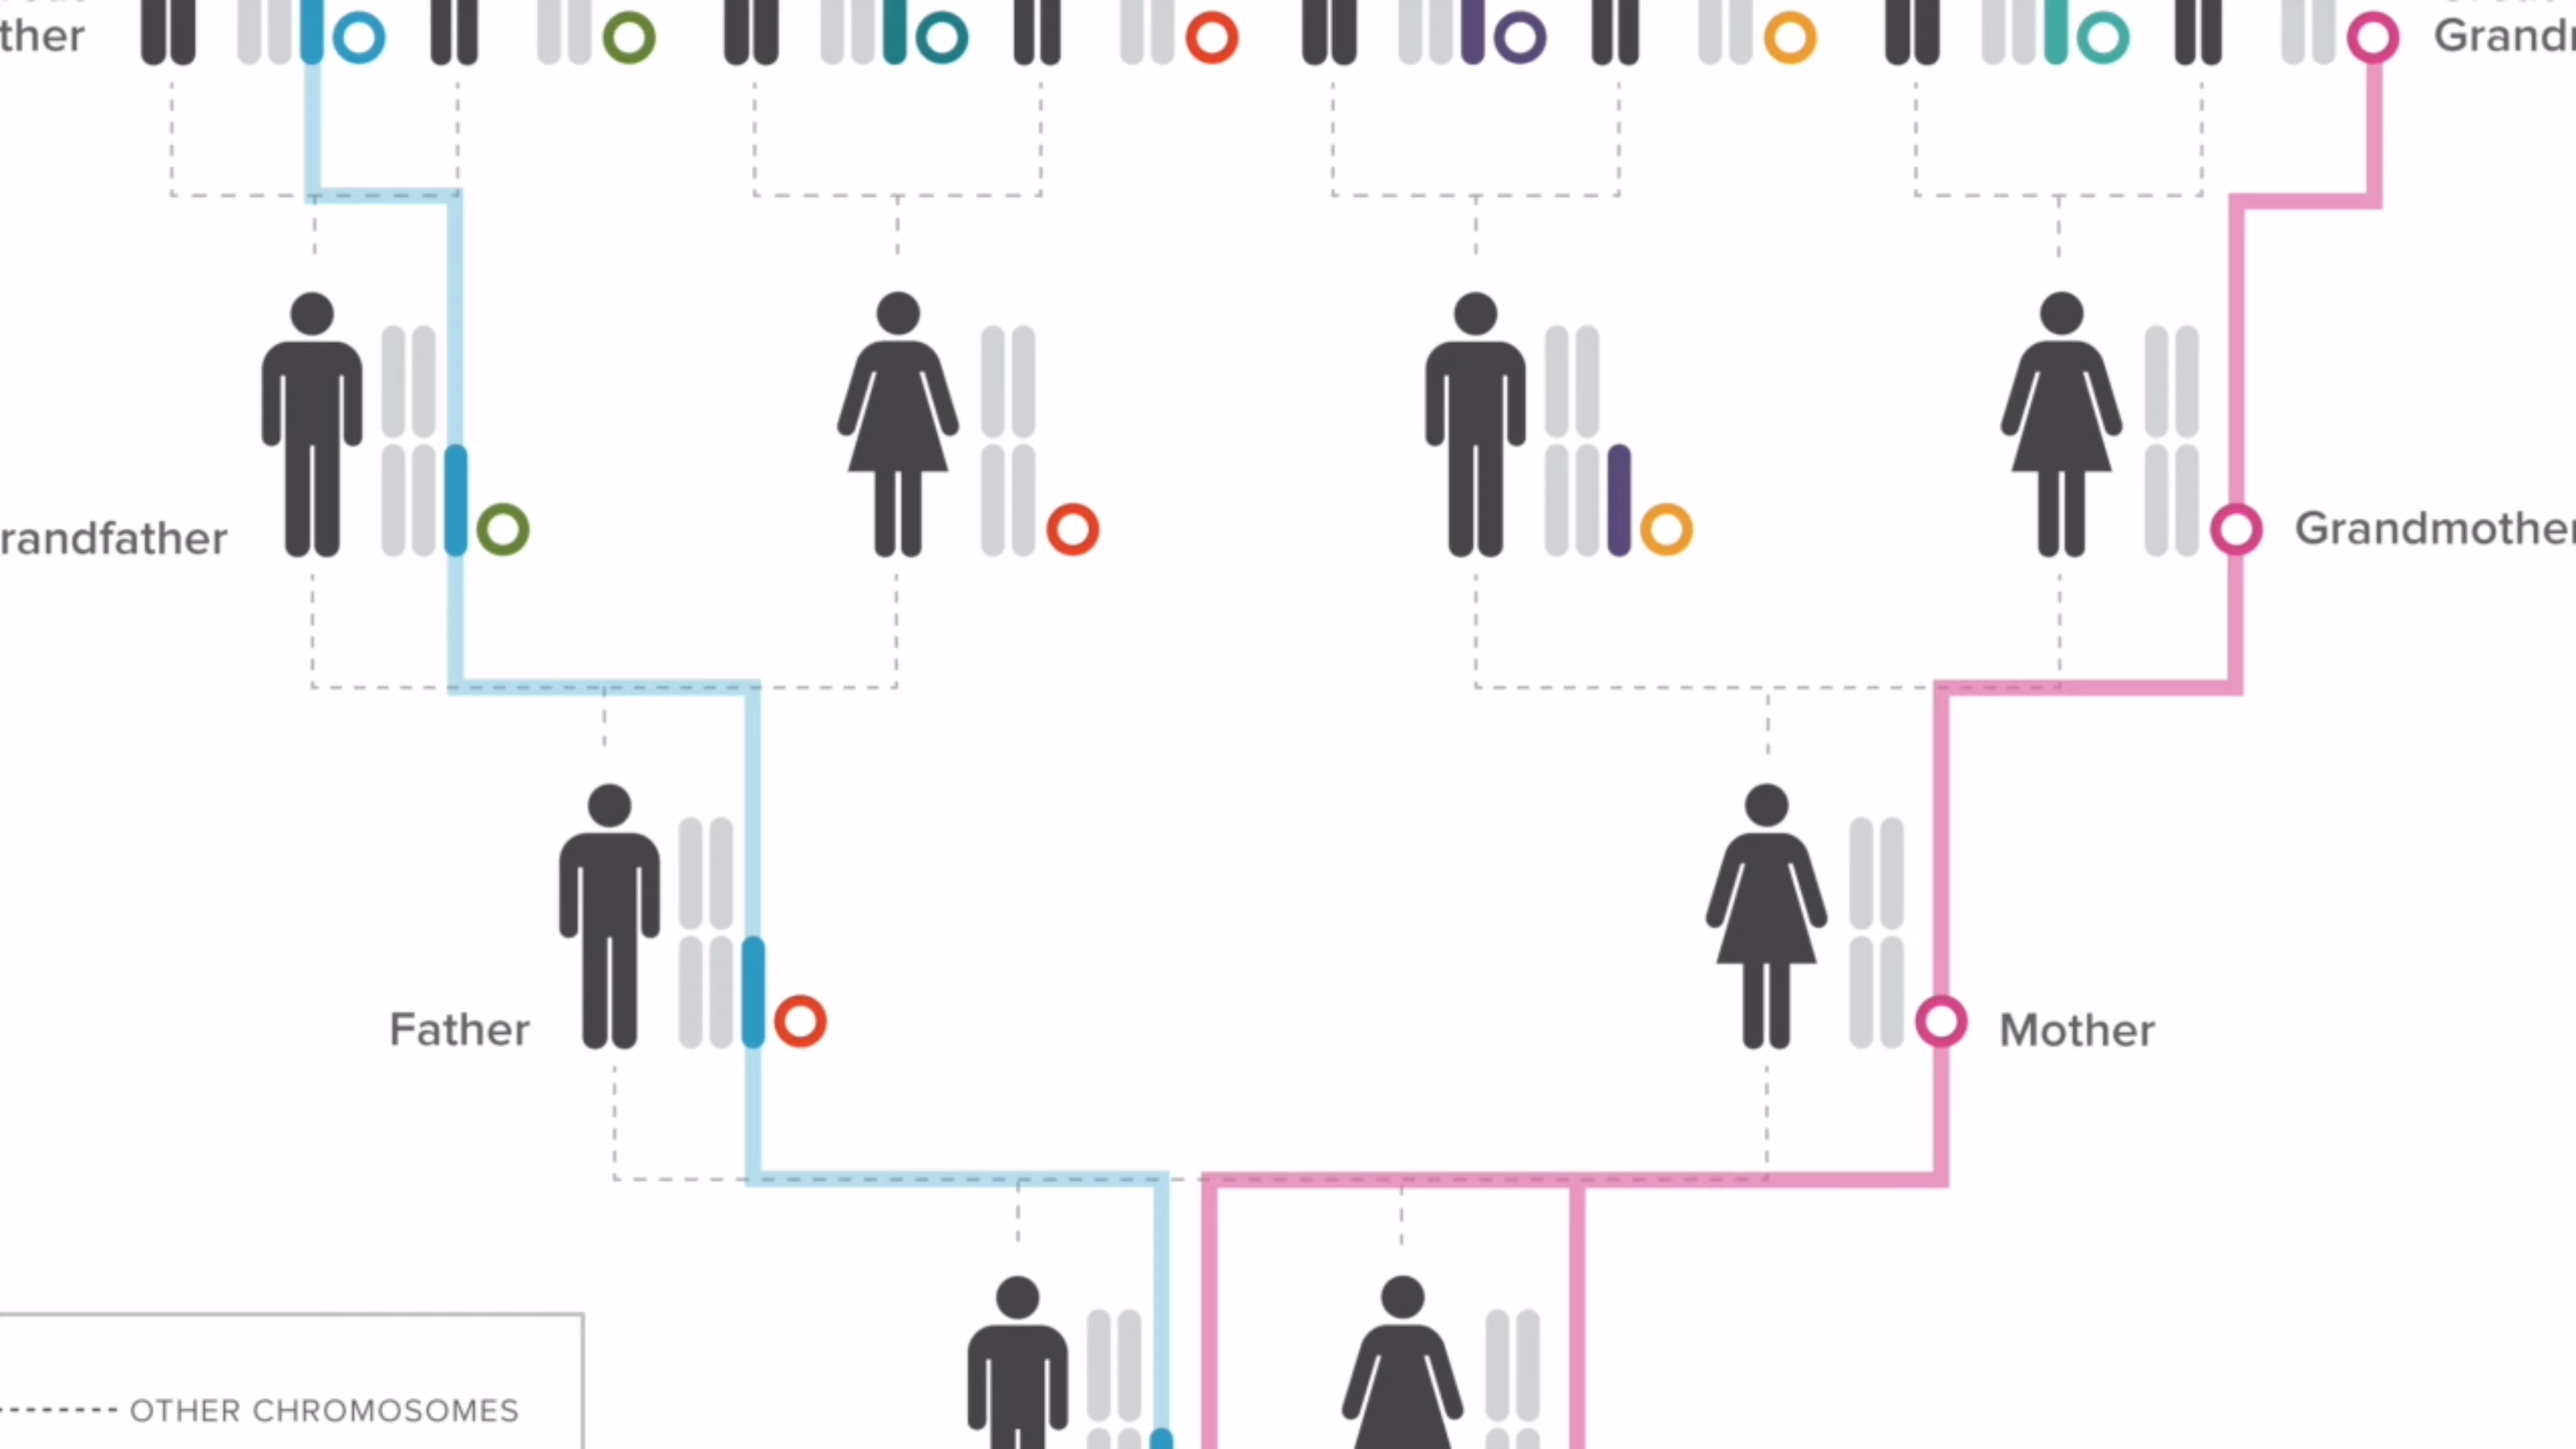 ther
Grand
randfather
Grandmother
Father
Mother
OTHER CHROMOSOMES